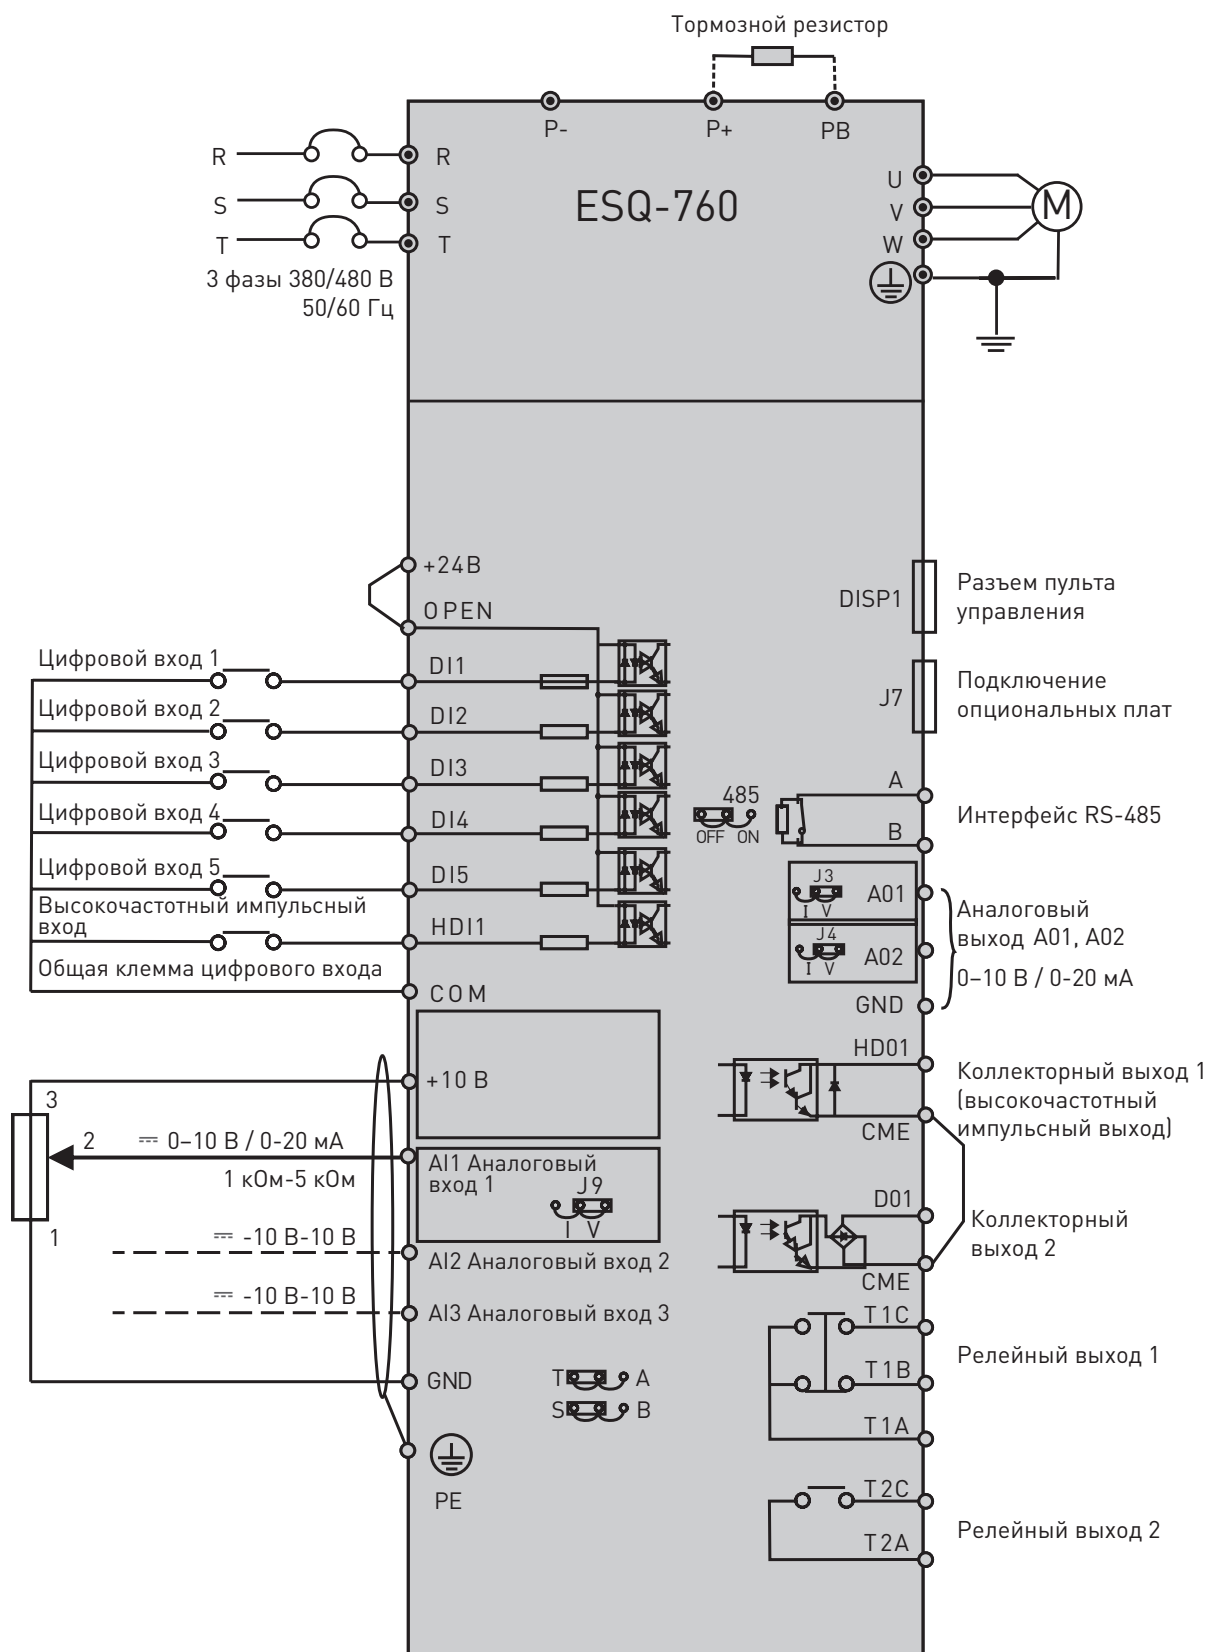 Тормозной резистор
P-
P+
PB
R
R
S
S
T
T
3 фазы 380/480 В
50/60 Гц
ESQ-760
U
V
W
M
+24В
OPEN
DISP1
Разъем пульта
управления
Цифровой вход 1
DI1
J7
Подключение
опциональных плат
Цифровой вход 2
DI2
Цифровой вход 3
DI3
Цифровой вход 4
DI4
485
OFF
ON
A
B
Интерфейс RS-485
Цифровой вход 5
DI5
J3
I V
A01
Высокочастотный импульсный
вход
HDI1
J4
I V
A02
Аналоговый
выход A01, A02
0–10 В / 0-20 мА
Общая клемма цифрового входа
COM
GND
HD01
CME
Коллекторный выход 1
(высокочастотный
импульсный выход)
+10 В
3
2
1
0–10 В / 0-20 мА
1 кОм-5 кОм
AI1 Аналоговый
вход 1
J9
I V
D01
CME
Коллекторный
выход 2
-10 В-10 В
AI2 Аналоговый вход 2
-10 В-10 В
AI3 Аналоговый вход 3
T1C
T1B
T1A
Релейный выход 1
GND
T
A
S
B
PE
T2C
T2A
Релейный выход 2